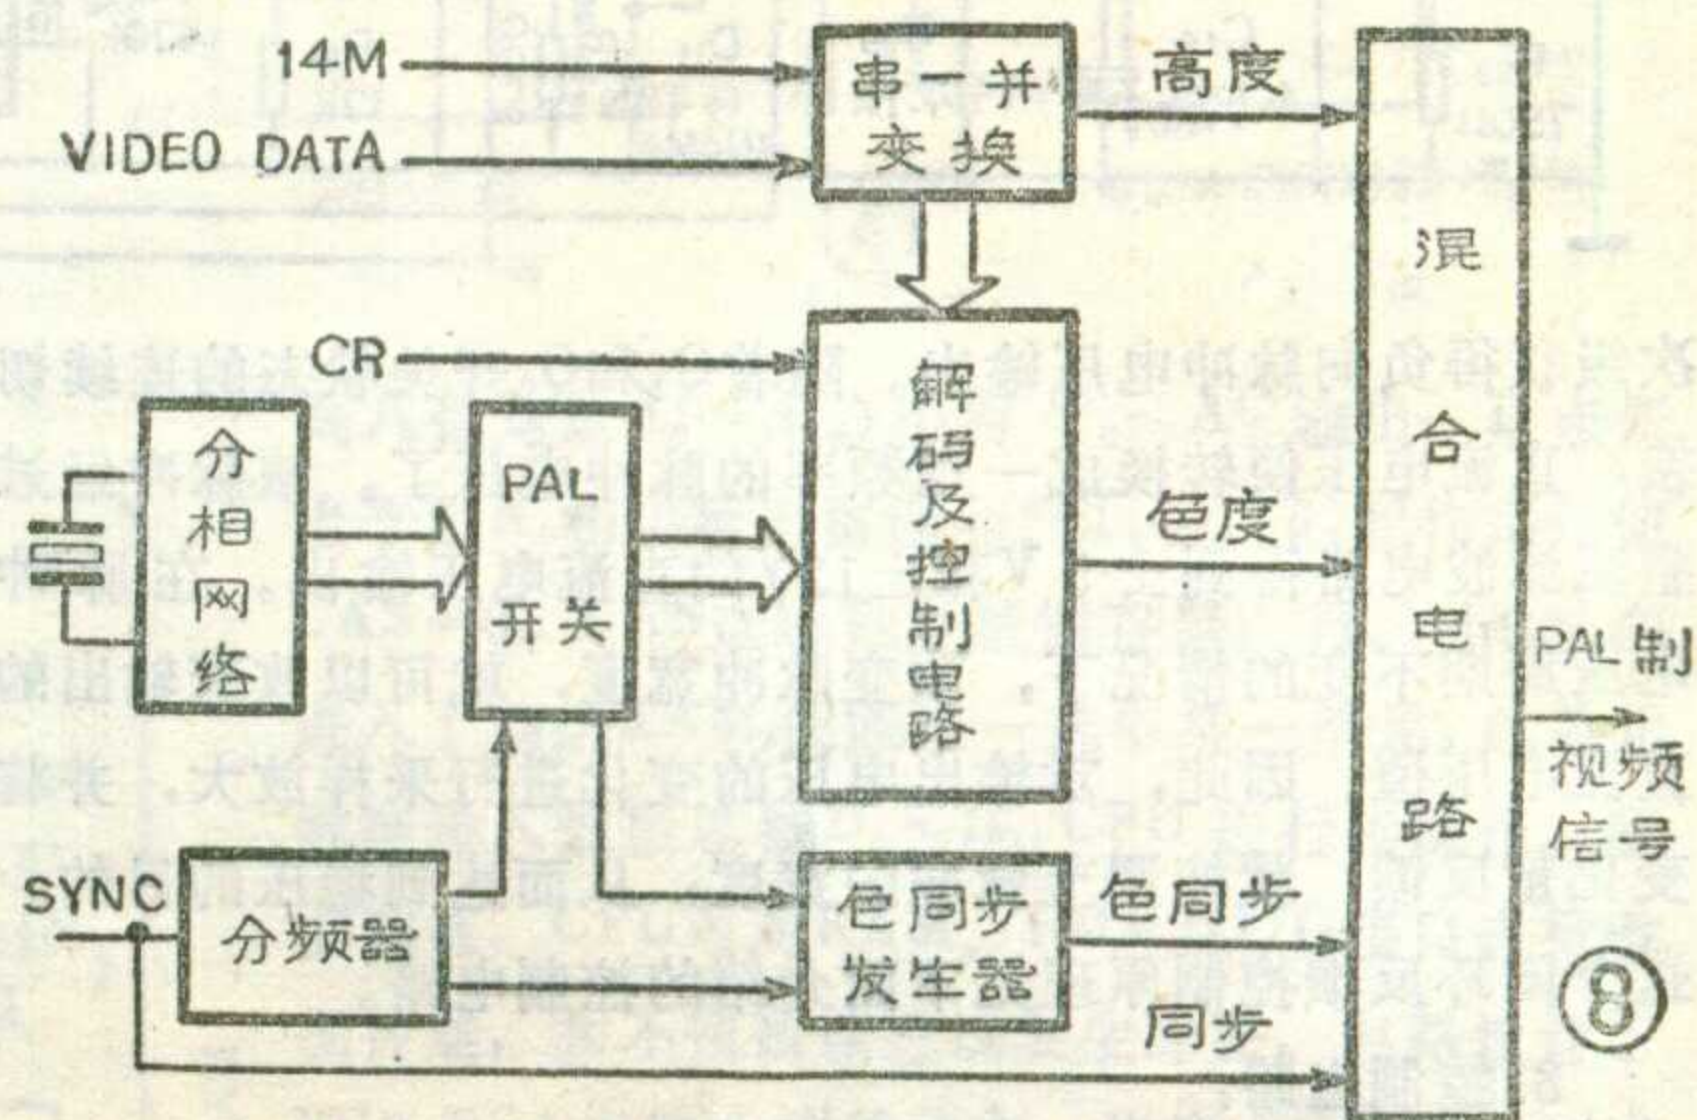 14M
VIDEO DATA
串一并
变换
高度
CR
解码及控制电路
混合电路
分相网络
PAL
开关
色度
PAL制
视频
信号
SYNC
分频器
色同步
发生器
色同步
同步
⑧